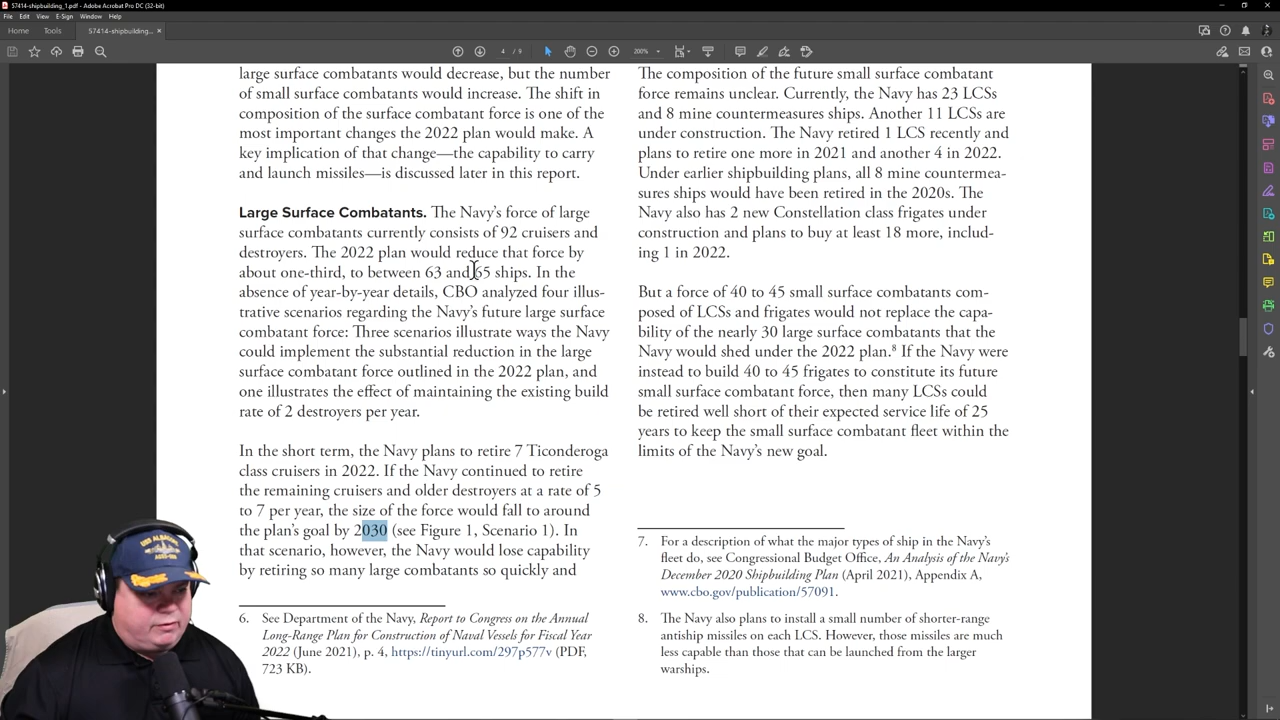 57414-shipbuilding_1.pdf - Adobe Acrobat Pro DC (32-bit)
File Edit View E-Sign Window Help
Home Tools 57414-shipbuilding... ×
4 / 9 200%
large surface combatants would decrease, but the number
of small surface combatants would increase. The shift in
composition of the surface combatant force is one of the
most important changes the 2022 plan would make. A
key implication of that change—the capability to carry
and launch missiles—is discussed later in this report.
Large Surface Combatants. The Navy's force of large
surface combatants currently consists of 92 cruisers and
destroyers. The 2022 plan would reduce that force by
about one-third, to between 63 and 65 ships. In the
absence of year-by-year details, CBO analyzed four illus-
trative scenarios regarding the Navy's future large surface
combatant force: Three scenarios illustrate ways the Navy
could implement the substantial reduction in the large
surface combatant force outlined in the 2022 plan, and
one illustrates the effect of maintaining the existing build
rate of 2 destroyers per year.
In the short term, the Navy plans to retire 7 Ticonderoga
class cruisers in 2022. If the Navy continued to retire
the remaining cruisers and older destroyers at a rate of 5
to 7 per year, the size of the force would fall to around
the plan's goal by 2030 (see Figure 1, Scenario 1). In
that scenario, however, the Navy would lose capability
by retiring so many large combatants so quickly and
6. See Department of the Navy, Report to Congress on the Annual
Long-Range Plan for Construction of Naval Vessels for Fiscal Year
2022 (June 2021), p. 4, https://tinyurl.com/297p577v (PDF,
723 KB).
The composition of the future small surface combatant
force remains unclear. Currently, the Navy has 23 LCSs
and 8 mine countermeasures ships. Another 11 LCSs are
under construction. The Navy retired 1 LCS recently and
plans to retire one more in 2021 and another 4 in 2022.
Under earlier shipbuilding plans, all 8 mine countermea-
sures ships would have been retired in the 2020s. The
Navy also has 2 new Constellation class frigates under
construction and plans to buy at least 18 more, includ-
ing 1 in 2022.
But a force of 40 to 45 small surface combatants com-
posed of LCSs and frigates would not replace the capa-
bility of the nearly 30 large surface combatants that the
Navy would shed under the 2022 plan.8 If the Navy were
instead to build 40 to 45 frigates to constitute its future
small surface combatant force, then many LCSs could
be retired well short of their expected service life of 25
years to keep the small surface combatant fleet within the
limits of the Navy's new goal.
7. For a description of what the major types of ship in the Navy's
fleet do, see Congressional Budget Office, An Analysis of the Navy's
December 2020 Shipbuilding Plan (April 2021), Appendix A,
www.cbo.gov/publication/57091.
8. The Navy also plans to install a small number of shorter-range
antiship missiles on each LCS. However, those missiles are much
less capable than those that can be launched from the larger
warships.